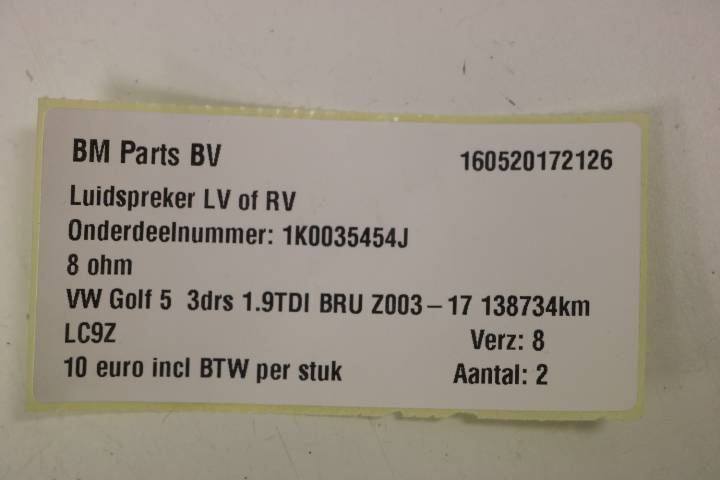 BM Parts BV 160520172126
Luidspreker LV of RV
Onderdeelnummer: 1K0035454J
8 ohm
VW Golf 5 3drs 1.9TDI BRU Z003-17 138734km
LC9Z Verz: 8
10 euro incl BTW per stuk Aantal: 2